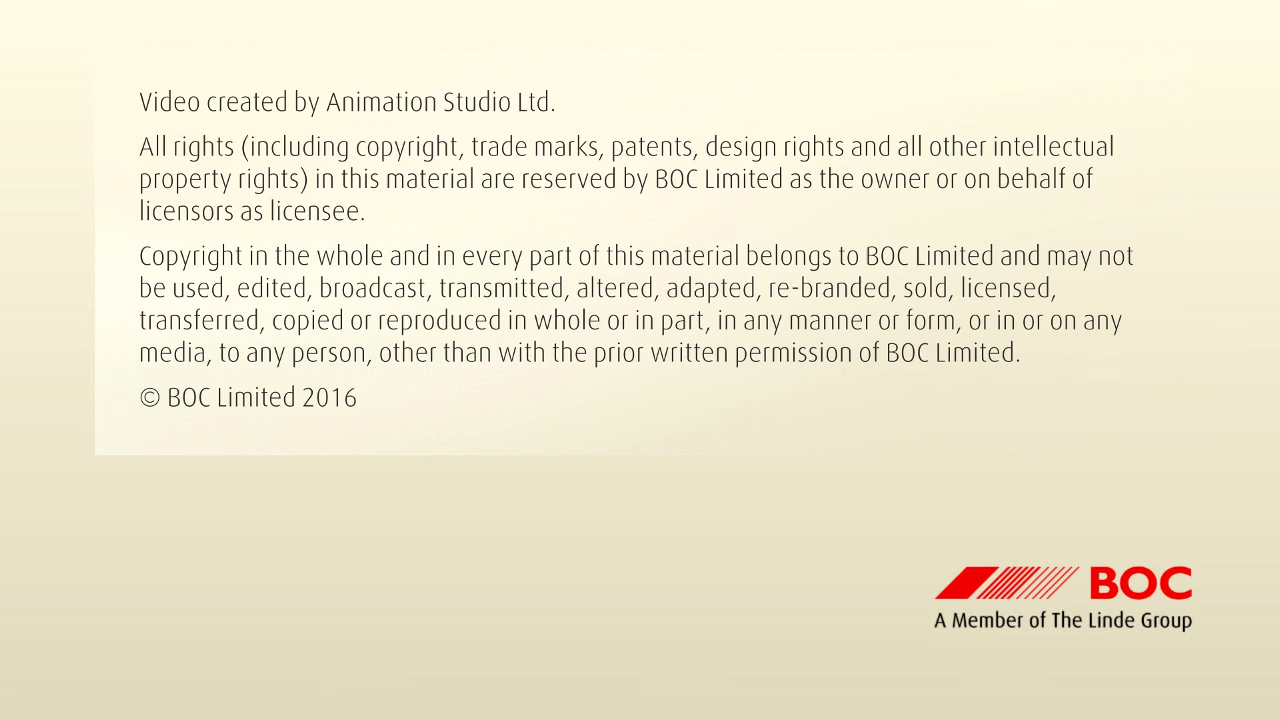 Video created by Animation Studio Ltd.
All rights (including copyright, trade marks, patents, design rights and all other intellectual
property rights) in this material are reserved by BOC Limited as the owner or on behalf of
licensors as licensee.
Copyright in the whole and in every part of this material belongs to BOC Limited and may not
be used, edited, broadcast, transmitted, altered, adapted, re-branded, sold, licensed,
transferred, copied or reproduced in whole or in part, in any manner or form, or in or on any
media, to any person, other than with the prior written permission of BOC Limited.
© BOC Limited 2016
BOC
A Member of The Linde Group